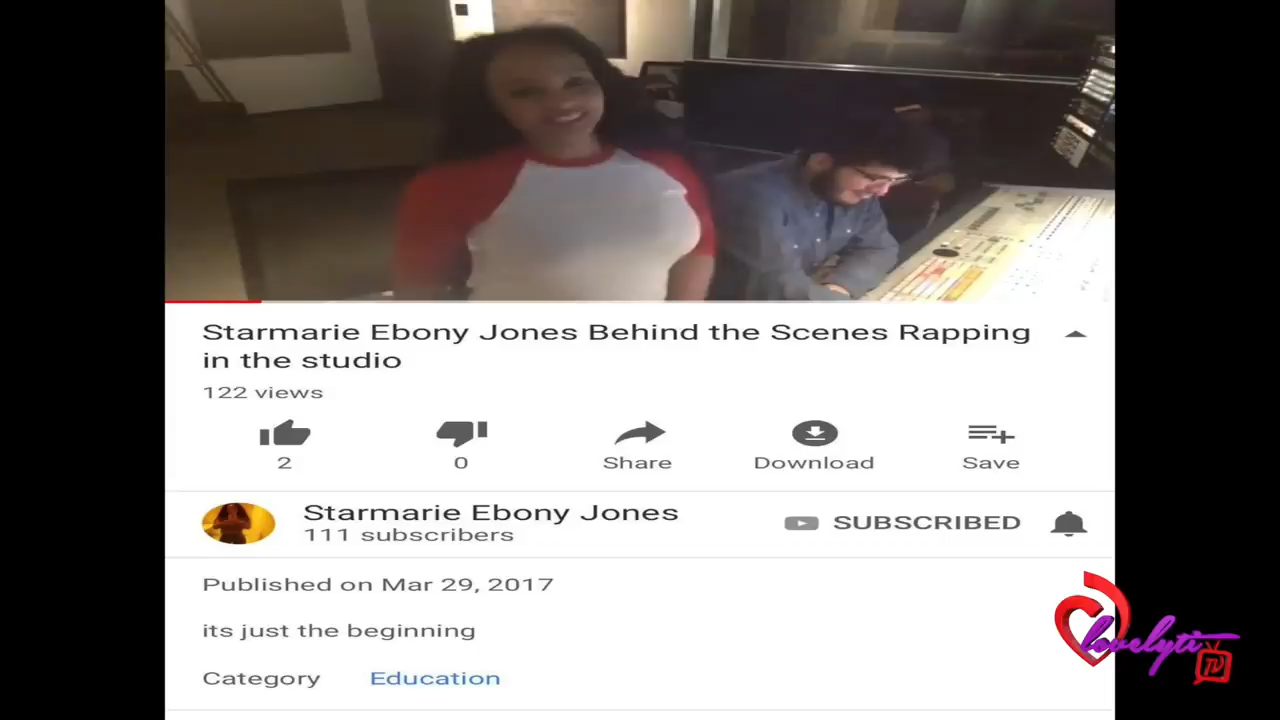 Starmarie Ebony Jones Behind the Scenes Rapping
in the studio
122 views
2
0
Share
Download
Save
Starmarie Ebony Jones
111 subscribers
SUBSCRIBED
Published on Mar 29, 2017
its just the beginning
Category
Education
lovelyti
TV